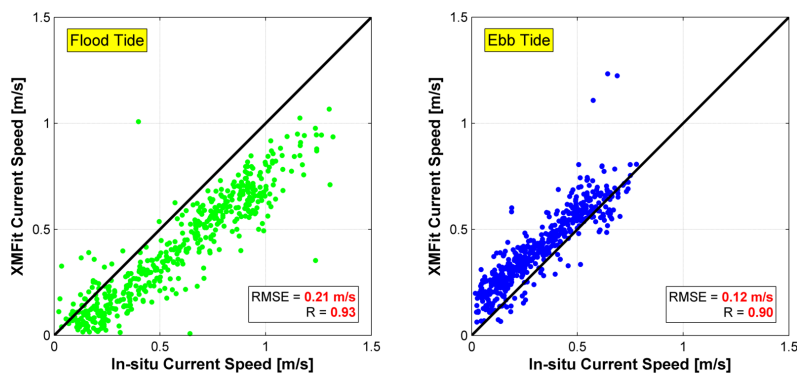 Flood Tide
XMFit Current Speed [m/s]
1.5
1
0.5
0
0
0.5
1
1.5
In-situ Current Speed [m/s]
RMSE = 0.21 m/s
R = 0.93
Ebb Tide
XMFit Current Speed [m/s]
1.5
1
0.5
0
0
0.5
1
1.5
In-situ Current Speed [m/s]
RMSE = 0.12 m/s
R = 0.90